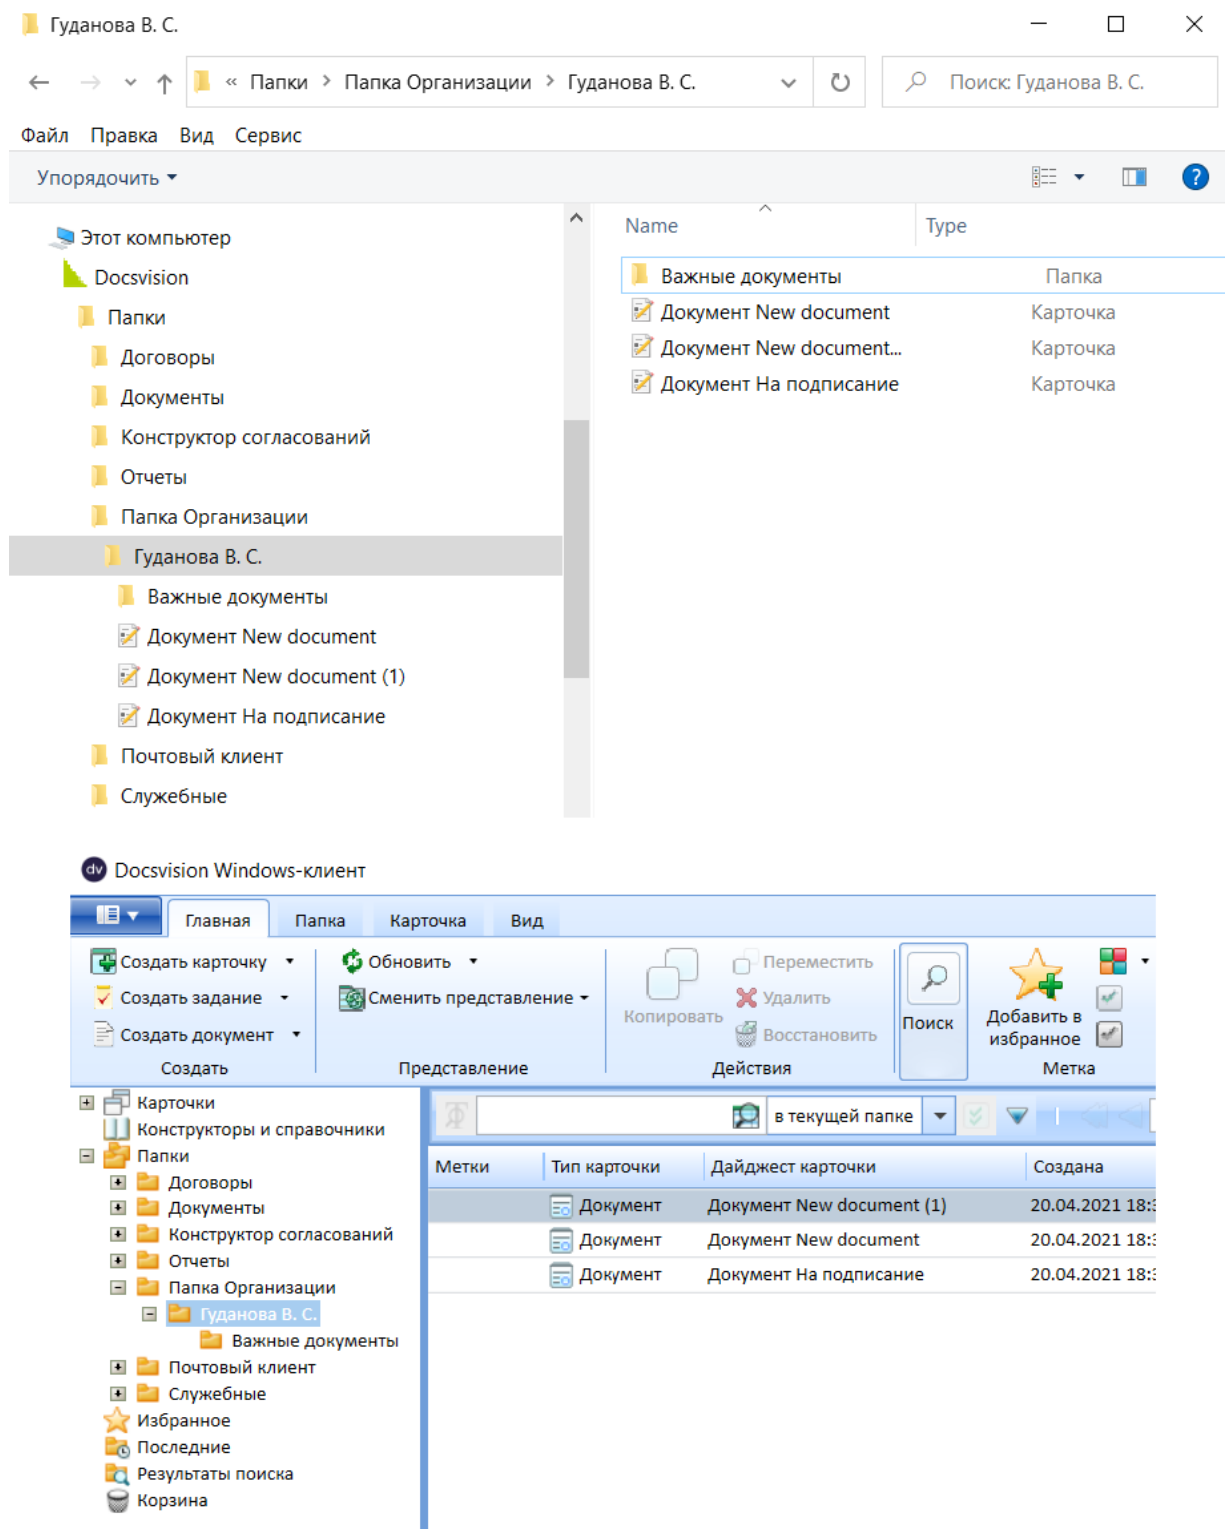 Гуданова В. С.
« Папки > Папка Организации > Гуданова В. С.
Поиск: Гуданова В. С.
Файл Правка Вид Сервис
Упорядочить
?
Этот компьютер
Docsvision
Папки
Договоры
Документы
Конструктор согласований
Отчеты
Папка Организации
Гуданова В. С.
Важные документы
Документ New document
Документ New document (1)
Документ На подписание
Почтовый клиент
Служебные
Name Type
Важные документы Папка
Документ New document Карточка
Документ New document... Карточка
Документ На подписание Карточка
dv Docsvision Windows-клиент
Главная Папка Карточка Вид
Создать карточку
Создать задание
Создать документ
Создать
Обновить
Сменить представление
Представление
Копировать
Переместить
Удалить
Восстановить
Действия
Поиск
Добавить в
избранное
Метка
Карточки
Конструкторы и справочники
Папки
Договоры
Документы
Конструктор согласований
Отчеты
Папка Организации
Гуданова В. С.
Важные документы
Почтовый клиент
Служебные
Избранное
Последние
Результаты поиска
Корзина
в текущей папке
Метки Тип карточки Дайджест карточки Создана
Документ Документ New document (1) 20.04.2021 18:3
Документ Документ New document 20.04.2021 18:3
Документ Документ На подписание 20.04.2021 18:3